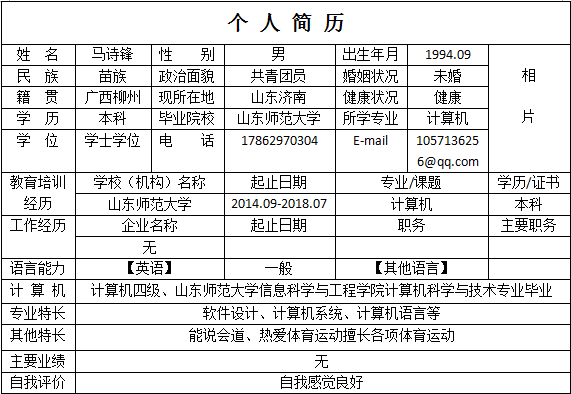 个 人 简 历
姓 名 马诗锋 性 别 男 出生年月 1994.09
民 族 苗族 政治面貌 共青团员 婚姻状况 未婚 相
籍 贯 广西柳州 现所在地 山东济南 健康状况 健康
学 历 本科 毕业院校 山东师范大学 所学专业 计算机 片
学 位 学士学位 电 话 17862970304 E-mail 105713625
6@qq.com
教育培训 学校（机构）名称 起止日期 专业/课题 学历/证书
经历 山东师范大学 2014.09-2018.07 计算机 本科
工作经历 企业名称 起止日期 职务 主要职务
无
语言能力 【英语】 一般 【其他语言】
计 算 机 计算机四级、山东师范大学信息科学与工程学院计算机科学与技术专业毕业
专业特长 软件设计、计算机系统、计算机语言等
其他特长 能说会道、热爱体育运动擅长各项体育运动
主要业绩 无
自我评价 自我感觉良好